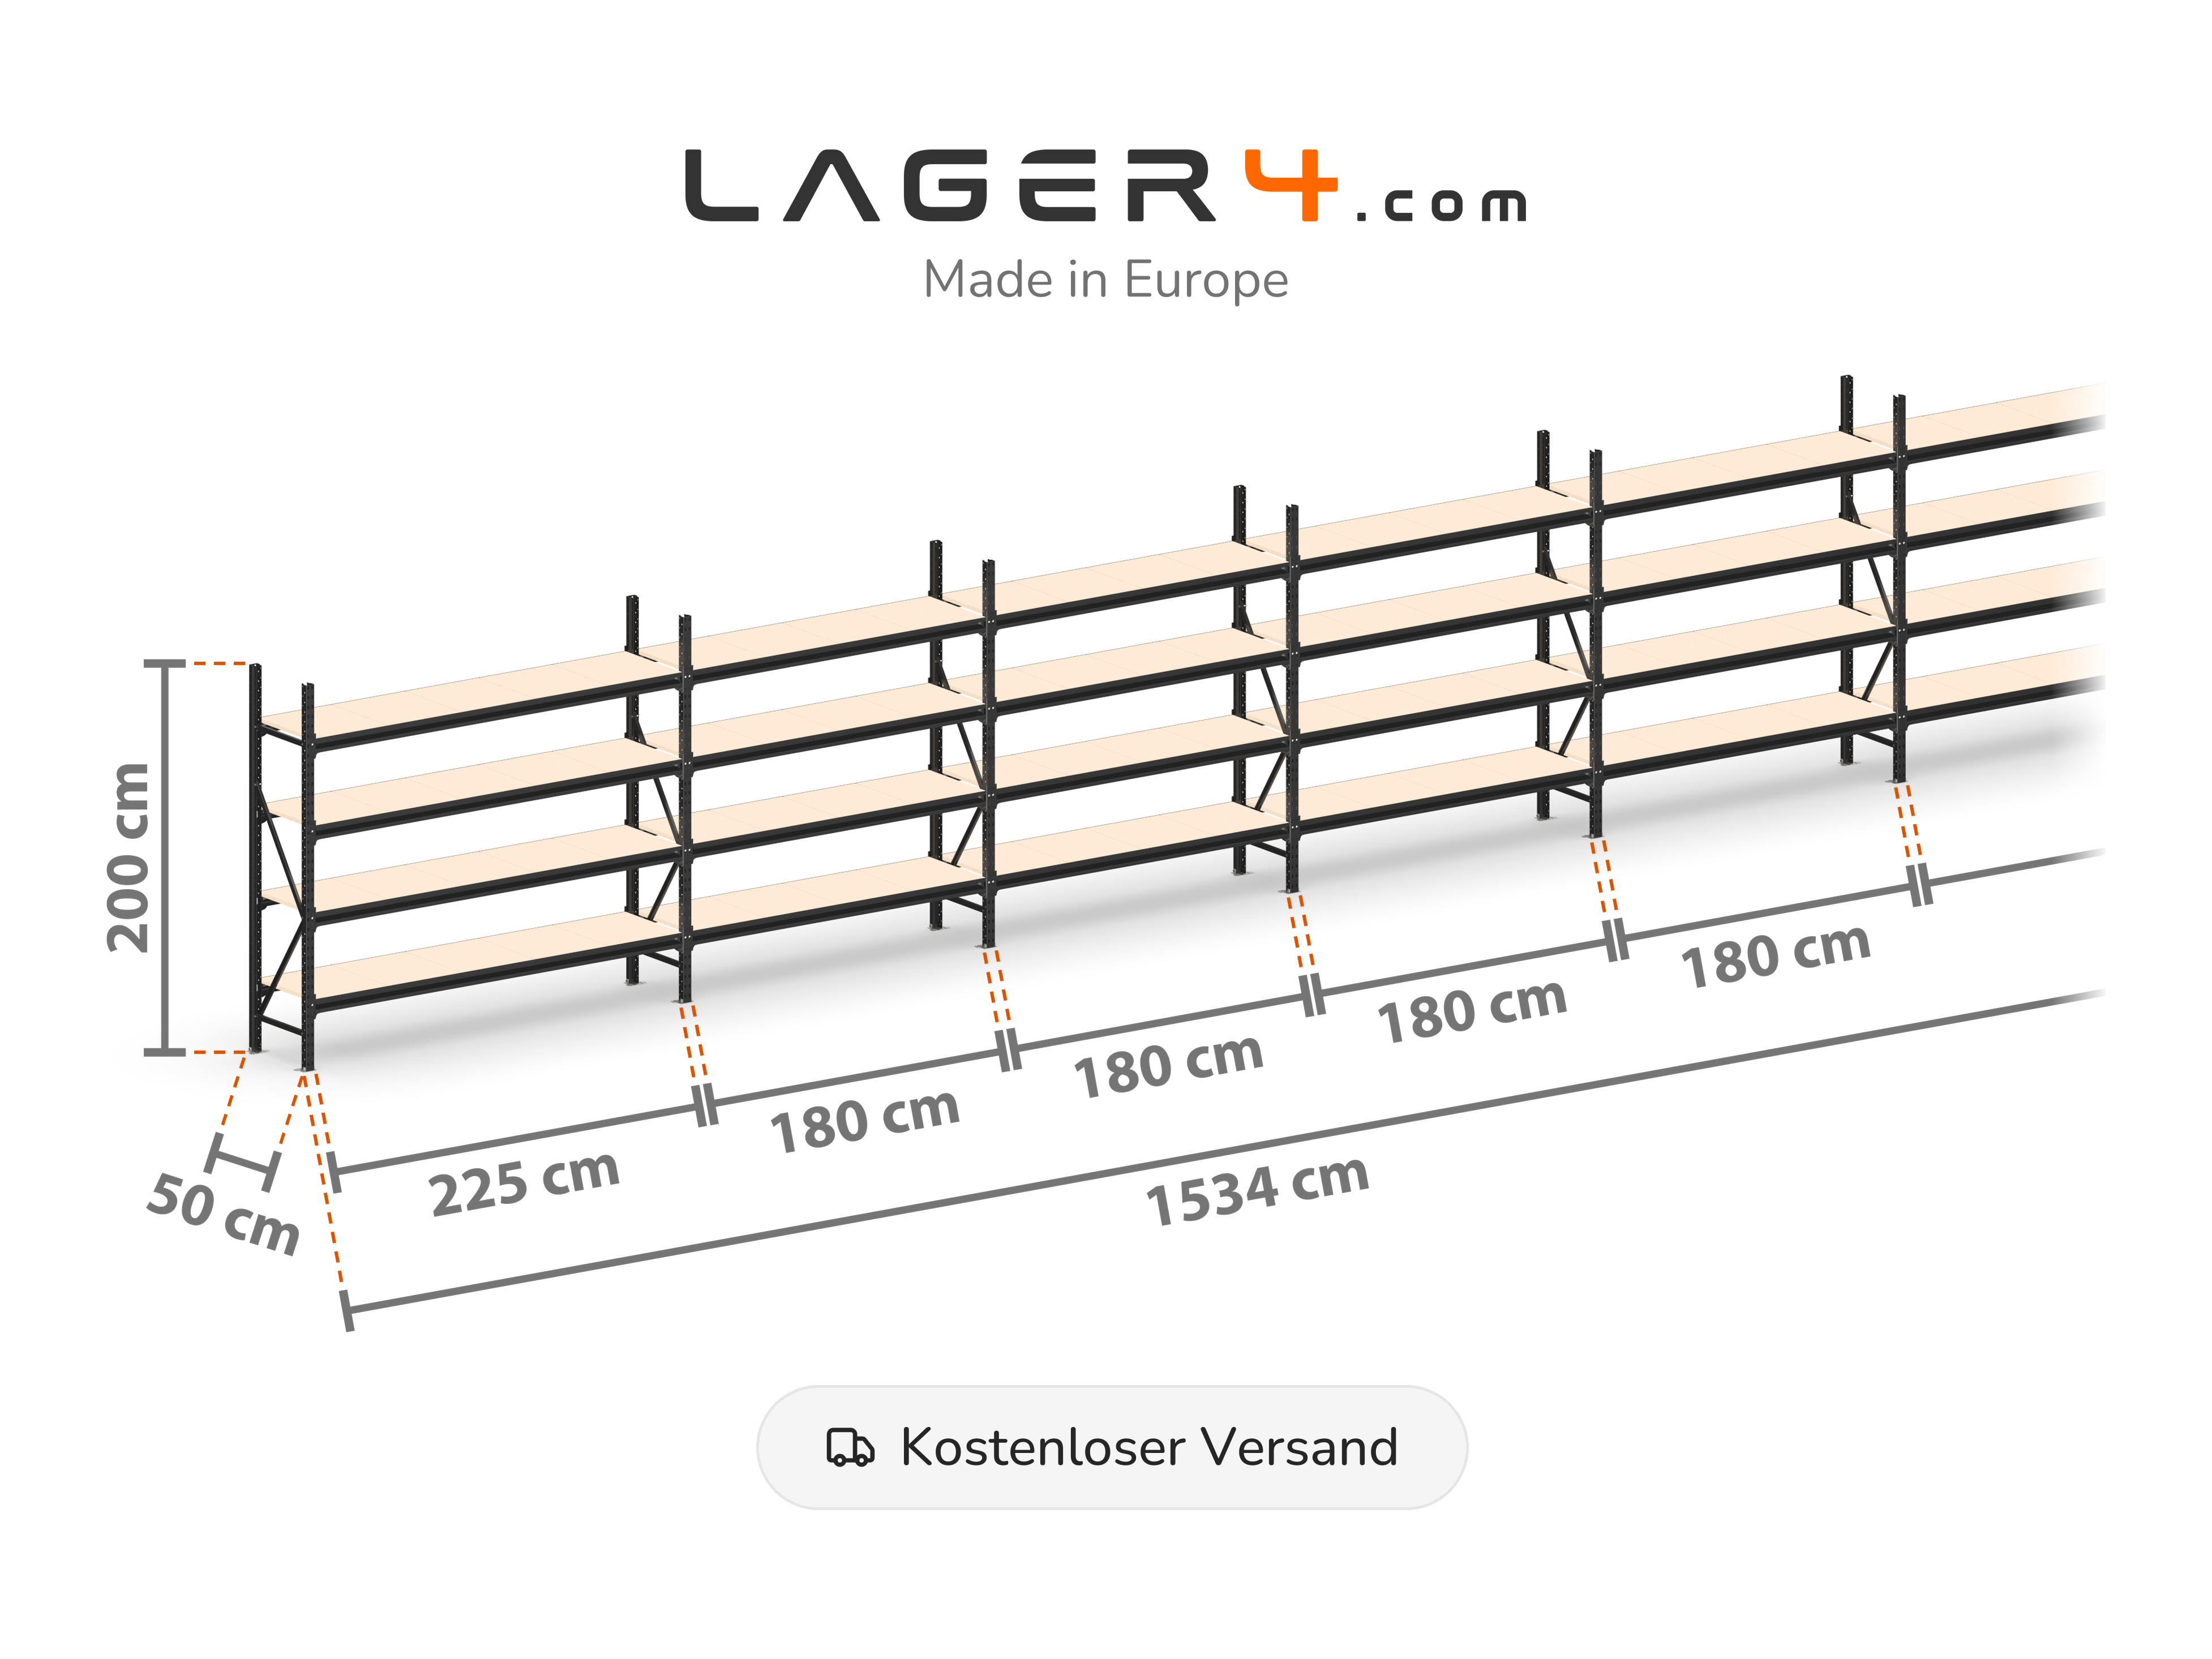 LAGER4.com
Made in Europe
200 cm
50 cm
225 cm
180 cm
180 cm
180 cm
180 cm
1534 cm
Kostenloser Versand